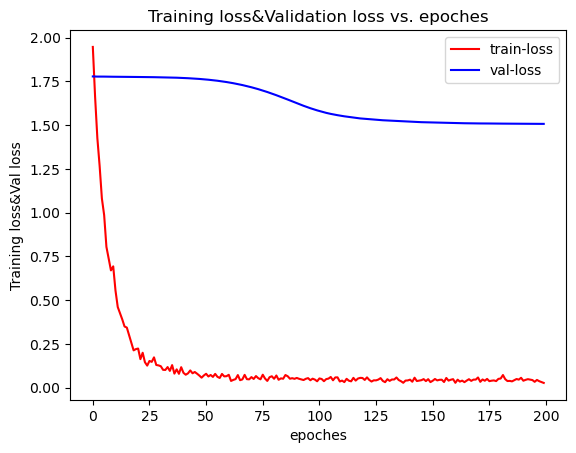 Training loss&Validation loss vs. epoches
train-loss
val-loss
Training loss&Val loss
2.00
1.75
1.50
1.25
1.00
0.75
0.50
0.25
0.00
0 25 50 75 100 125 150 175 200
epoches